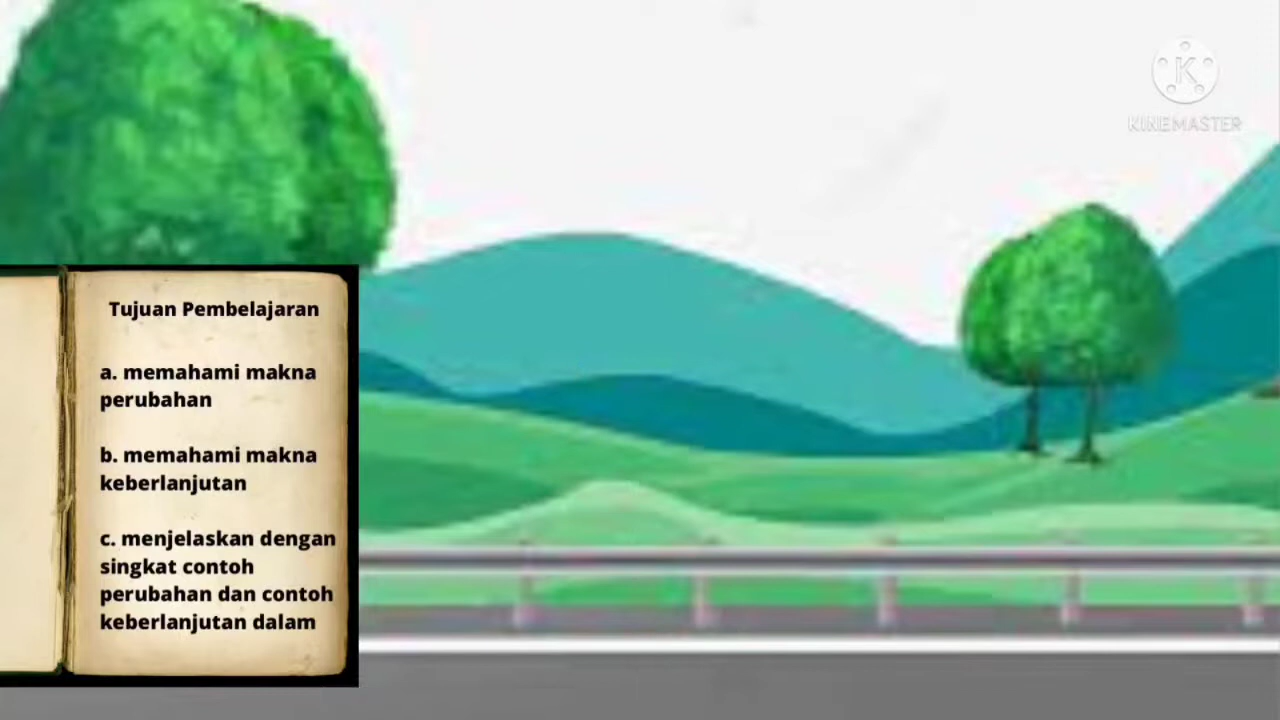 KINEMASTER
Tujuan Pembelajaran
a. memahami makna
perubahan
b. memahami makna
keberlanjutan
c. menjelaskan dengan
singkat contoh
perubahan dan contoh
keberlanjutan dalam